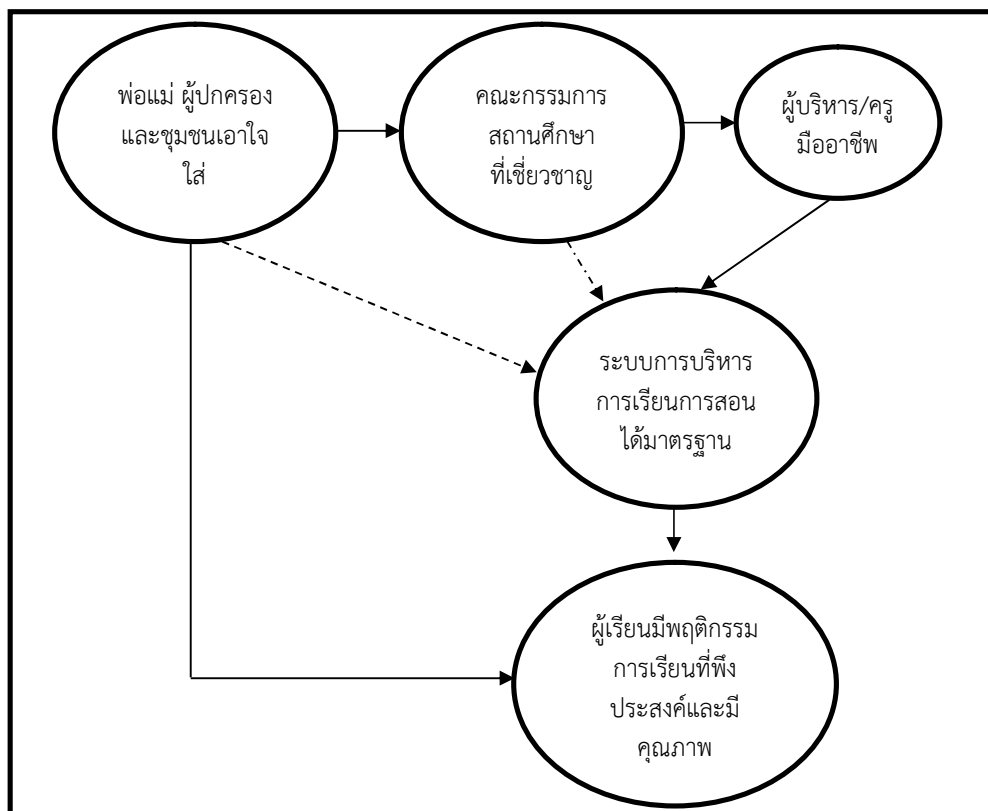 พ่อแม่ ผู้ปกครอง
และชุมชนเอาใจ
ใส่
คณะกรรมการ
สถานศึกษา
ที่เชี่ยวชาญ
ผู้บริหาร/ครู
มืออาชีพ
ระบบการบริหาร
การเรียนการสอน
ได้มาตรฐาน
ผู้เรียนมีพฤติกรรม
การเรียนที่พึง
ประสงค์และมี
คุณภาพ